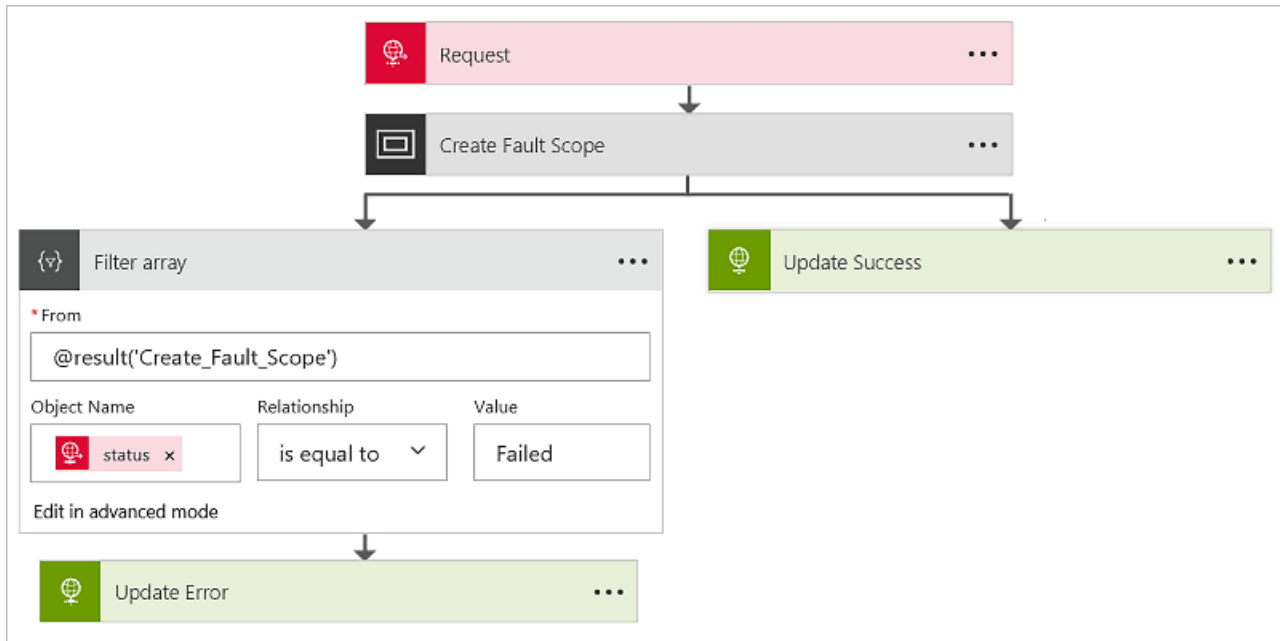 Request
Create Fault Scope
Filter array
Update Success
* From
@result('Create_Fault_Scope')
Object Name Relationship Value
status × is equal to Failed
Edit in advanced mode
Update Error